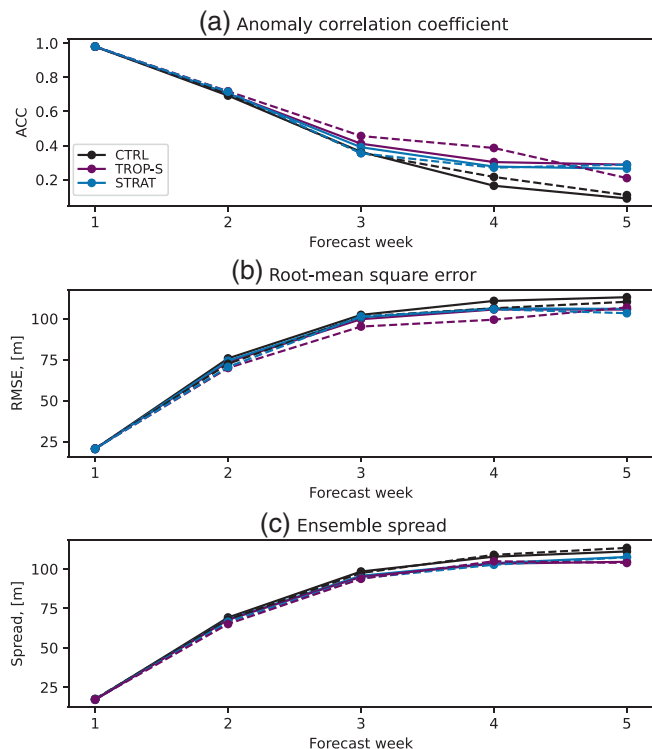 (a) Anomaly correlation coefficient
1.0
0.8
0.6
0.4
0.2
ACC
CTRL
TROP-S
STRAT
1 2 3 4 5
Forecast week
(b) Root-mean square error
100
75
50
25
RMSE, [m]
1 2 3 4 5
Forecast week
(c) Ensemble spread
100
75
50
25
Spread, [m]
1 2 3 4 5
Forecast week